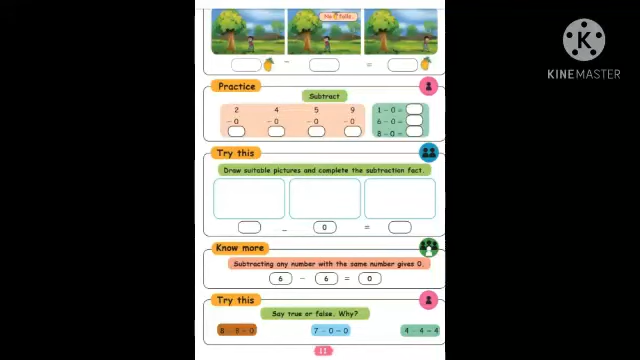 No fruits.
− =
KINEMASTER
Practice
Subtract
2 4 5 9
− 0 − 0 − 0 − 0
1 − 0 =
6 − 0 =
8 − 0 =
Try this
Draw suitable pictures and complete the subtraction fact.
− 0 =
Know more
Subtracting any number with the same number gives 0.
6 − 6 = 0
Try this
Say true or false. Why?
8 − 8 = 0 7 − 0 = 0 4 − 4 = 4
11